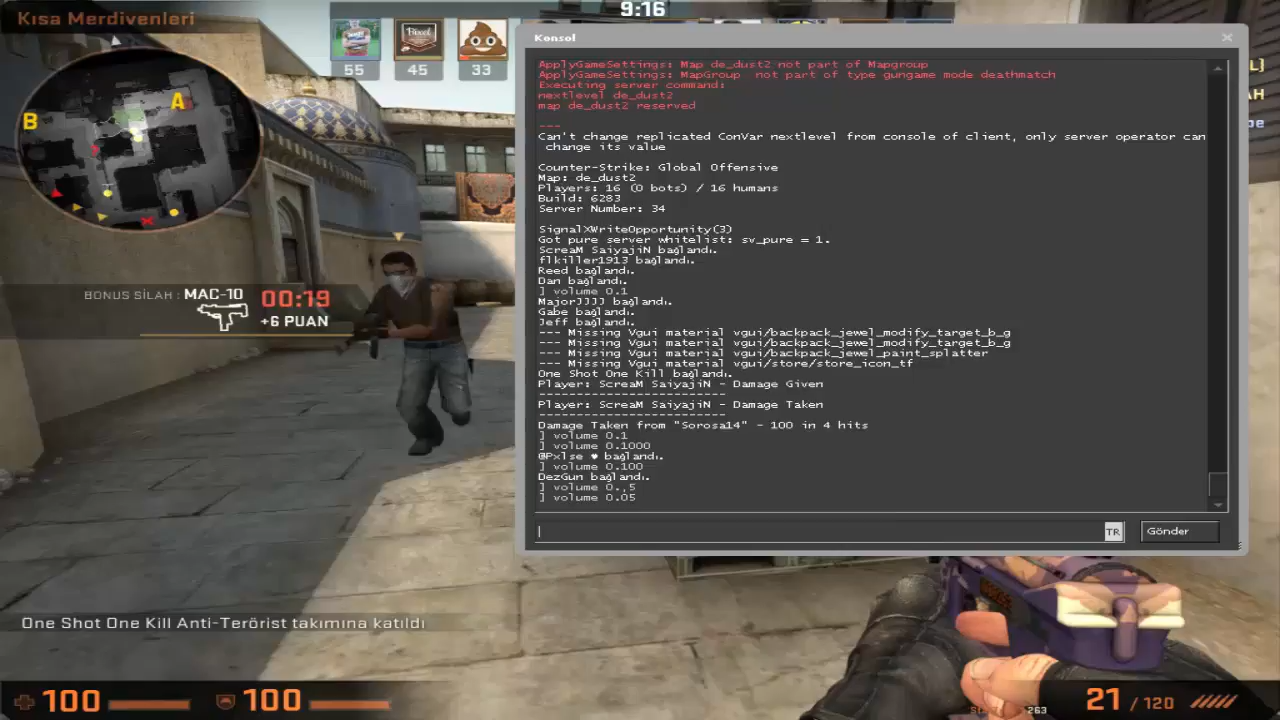 Kısa Merdivenleri
9:16
55
45
33
Pixel
A
B
BONUS SİLAH : MAC-10
00:19
+6 PUAN
Konsol
ApplyGameSettings: Map de_dust2 not part of Mapgroup
ApplyGameSettings: MapGroup  not part of type gungame mode deathmatch
Executing server command:
nextlevel de_dust2
map de_dust2 reserved
---
Can't change replicated ConVar nextlevel from console of client, only server operator can
change its value
Counter-Strike: Global Offensive
Map: de_dust2
Players: 16 (0 bots) / 16 humans
Build: 6283
Server Number: 34
SignalXWriteOpportunity(3)
Got pure server whitelist: sv_pure = 1.
ScreaM SaiyajiN bağlandı.
flkiller1913 bağlandı.
Reed bağlandı.
Dan bağlandı.
] volume 0.1
MajorJJJJ bağlandı.
Gabe bağlandı.
Jeff bağlandı.
--- Missing Vgui material vgui/backpack_jewel_modify_target_b_g
--- Missing Vgui material vgui/backpack_jewel_modify_target_b_g
--- Missing Vgui material vgui/backpack_jewel_paint_splatter
--- Missing Vgui material vgui/store/store_icon_tf
One Shot One Kill bağlandı.
Player: ScreaM SaiyajiN - Damage Given
-------------------------
Player: ScreaM SaiyajiN - Damage Taken
-------------------------
Damage Taken from "Sorosa14" - 100 in 4 hits
] volume 0.1
] volume 0.1000
@Pxlse ♥ bağlandı.
] volume 0.100
DezGun bağlandı.
] volume 0.,5
] volume 0.05
TR
Gönder
One Shot One Kill Anti-Terörist takımına katıldı
100
100
263
21 / 120